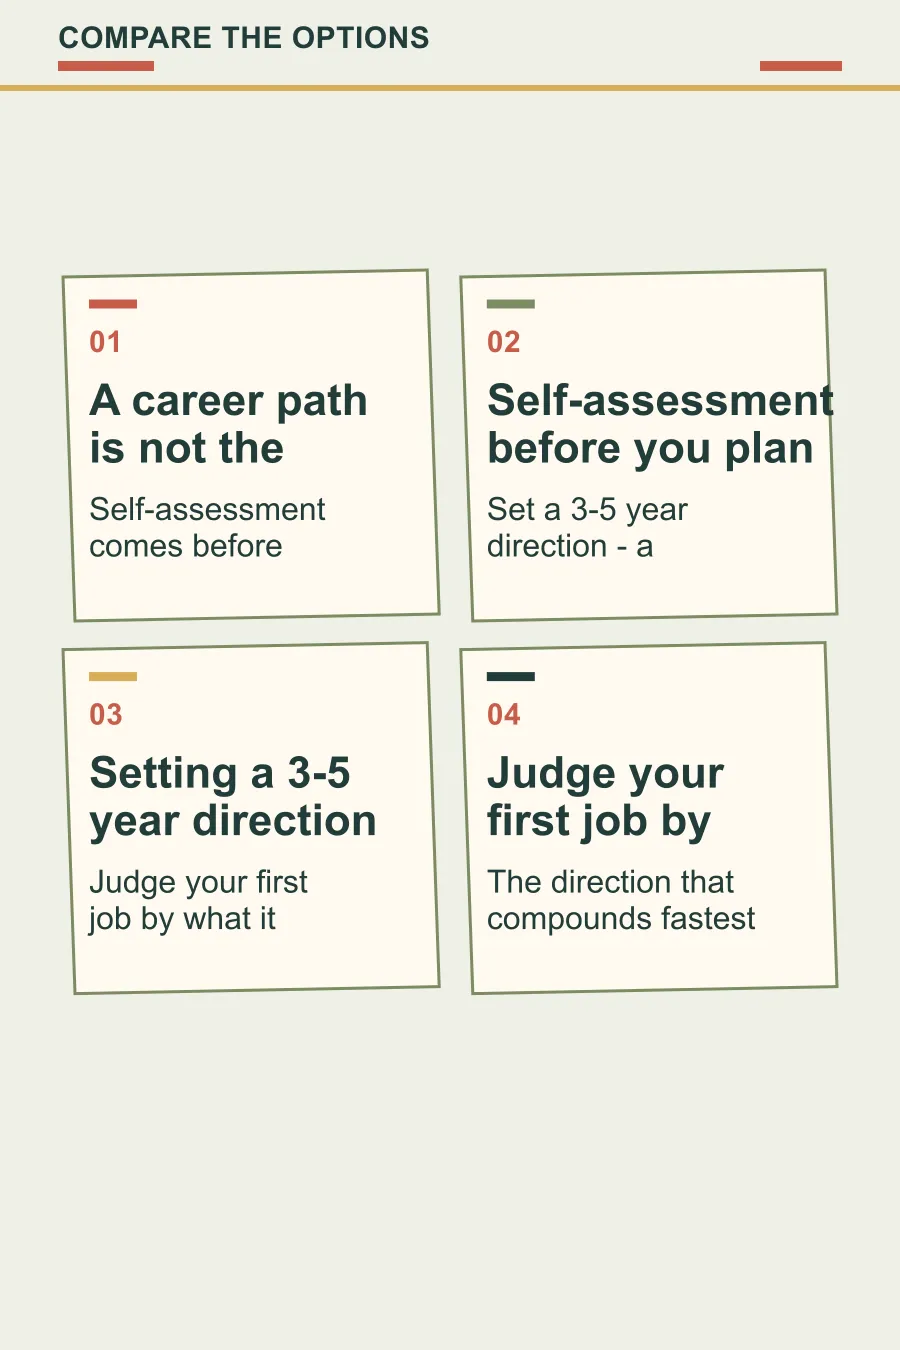 COMPARE THE OPTIONS
01
A career path
is not the
Self-assessment
comes before
02
Self-assessment
before you plan
Set a 3-5 year
direction - a
03
Setting a 3-5
year direction
Judge your first
job by what it
04
Judge your
first job by
The direction that
compounds fastest